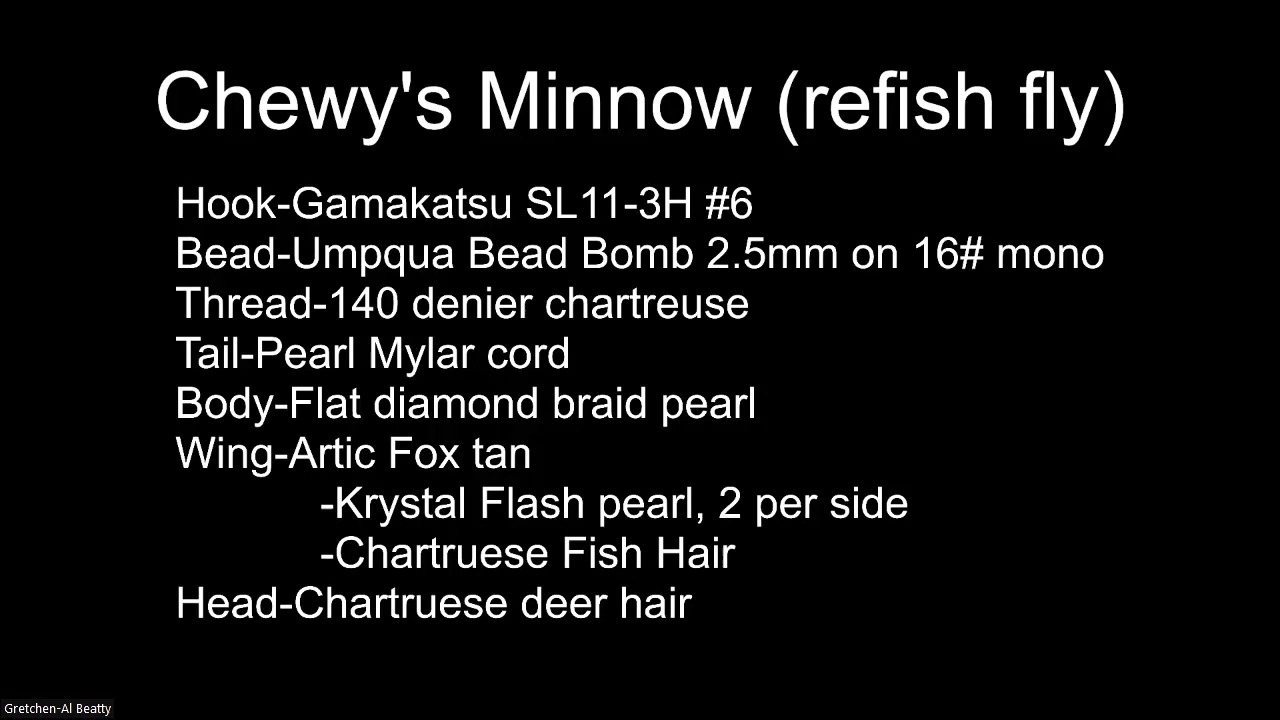 Chewy's Minnow (refish fly)
Hook-Gamakatsu SL11-3H #6
Bead-Umpqua Bead Bomb 2.5mm on 16# mono
Thread-140 denier chartreuse
Tail-Pearl Mylar cord
Body-Flat diamond braid pearl
Wing-Artic Fox tan
-Krystal Flash pearl, 2 per side
-Chartruese Fish Hair
Head-Chartruese deer hair
Gretchen-Al Beatty